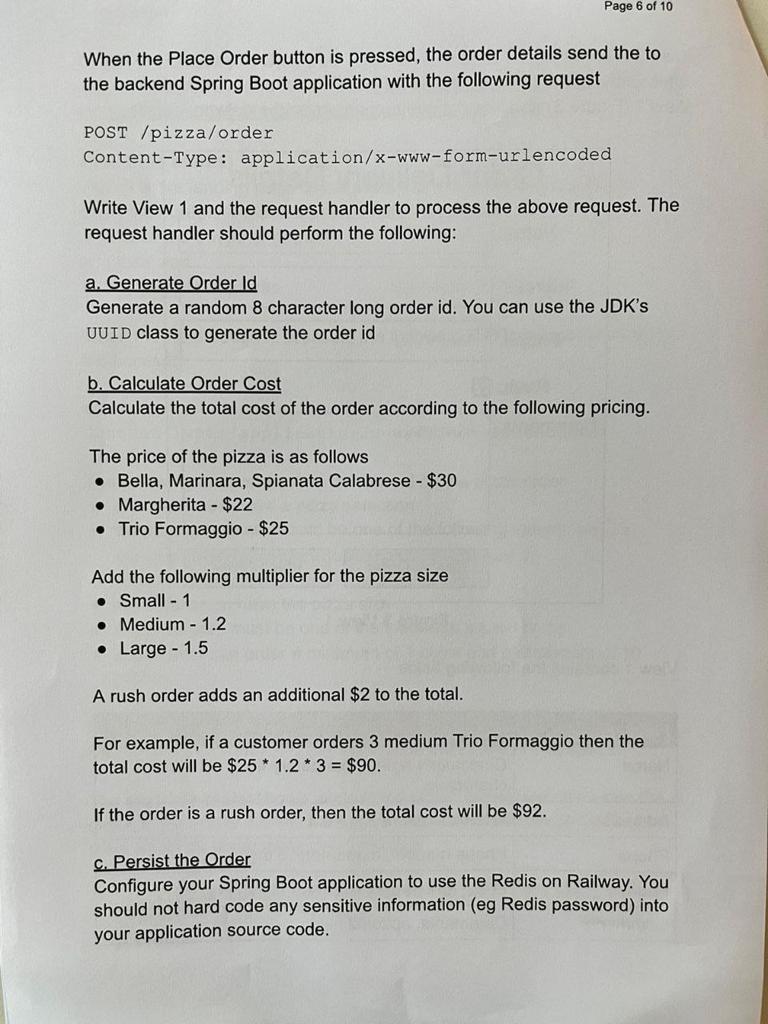 Page 6 of 10
When the Place Order button is pressed, the order details send the to
the backend Spring Boot application with the following request
POST /pizza/order
Content-Type: application/x-www-form-urlencoded
Write View 1 and the request handler to process the above request. The
request handler should perform the following:
a. Generate Order Id
Generate a random 8 character long order id. You can use the JDK's
UUID class to generate the order id
b. Calculate Order Cost
Calculate the total cost of the order according to the following pricing.
The price of the pizza is as follows
● Bella, Marinara, Spianata Calabrese - $30
● Margherita - $22
● Trio Formaggio - $25
Add the following multiplier for the pizza size
● Small - 1
● Medium - 1.2
● Large - 1.5
A rush order adds an additional $2 to the total.
For example, if a customer orders 3 medium Trio Formaggio then the
total cost will be $25 * 1.2 * 3 = $90.
If the order is a rush order, then the total cost will be $92.
c. Persist the Order
Configure your Spring Boot application to use the Redis on Railway. You
should not hard code any sensitive information (eg Redis password) into
your application source code.